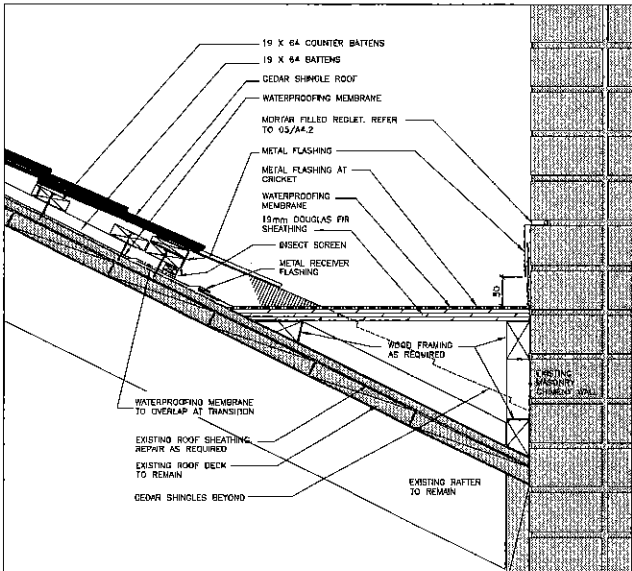 19 X 64 COUNTER BATTENS
19 X 64 BATTENS
CEDAR SHINGLE ROOF
WATERPROOFING MEMBRANE
MORTAR FILLED REGLET. REFER
TO 05/A4.2
METAL FLASHING
METAL FLASHING AT
CRICKET
WATERPROOFING
MEMBRANE
19mm DOUGLAS FIR
SHEATHING
INSECT SCREEN
METAL RECEIVER
FLASHING
50
WOOD FRAMING
AS REQUIRED
EXISTING
MASONRY
CHIMNEY WALL
WATERPROOFING MEMBRANE
TO OVERLAP AT TRANSITION
EXISTING ROOF SHEATHING
REPAIR AS REQUIRED
EXISTING ROOF DECK
TO REMAIN
CEDAR SHINGLES BEYOND
EXISTING RAFTER
TO REMAIN